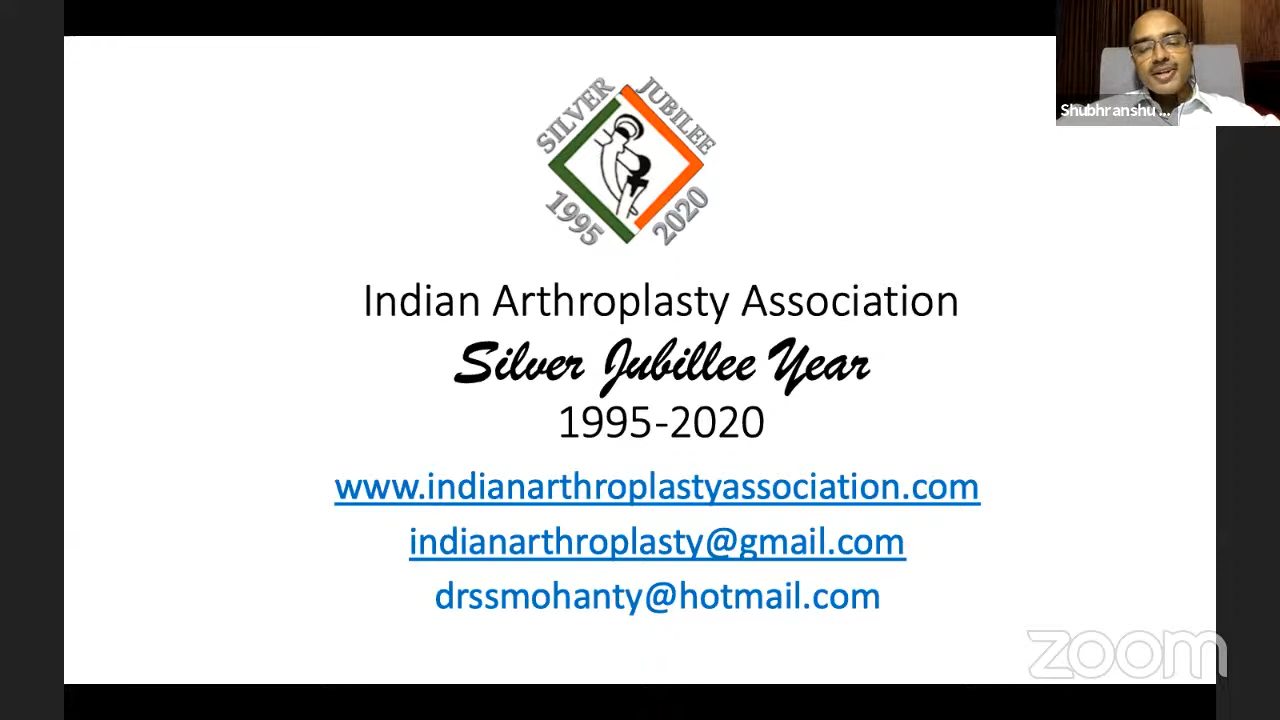 SILVER JUBILEE
1995 2020
Shubhranshu ...
Indian Arthroplasty Association
Silver Jubillee Year
1995-2020
www.indianarthroplastyassociation.com
indianarthroplasty@gmail.com
drssmohanty@hotmail.com
zoom